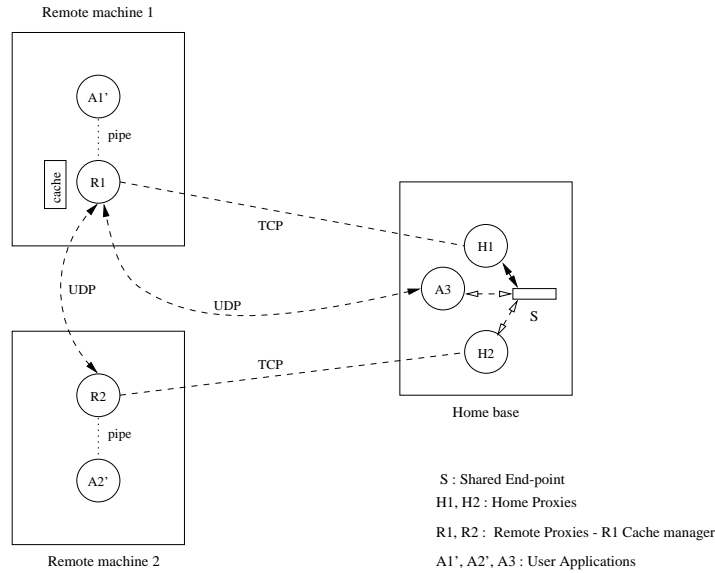 Remote machine 1
A1'
pipe
cache
R1
TCP
H1
UDP
UDP
A3
S
TCP
H2
R2
Home base
pipe
A2'
S : Shared End-point
H1, H2 : Home Proxies
R1, R2 : Remote Proxies - R1 Cache manager
A1', A2', A3 : User Applications
Remote machine 2